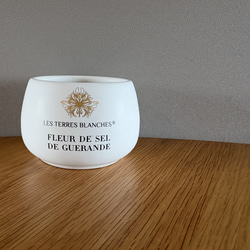 LES TERRES BLANCHES®
FLEUR DE SEL
DE GUERANDE